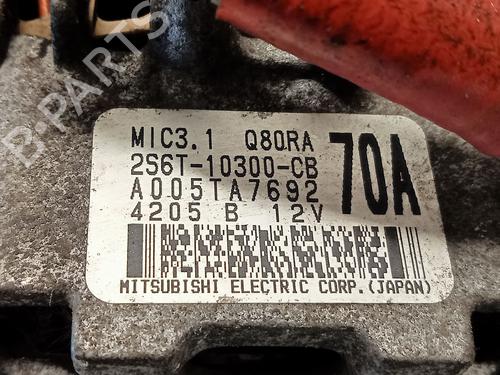 B-PARTS
MIC3.1 Q80RA
2S6T-10300-CB
A005TA7692
4205 B 12V
70A
MITSUBISHI ELECTRIC CORP.(JAPAN)